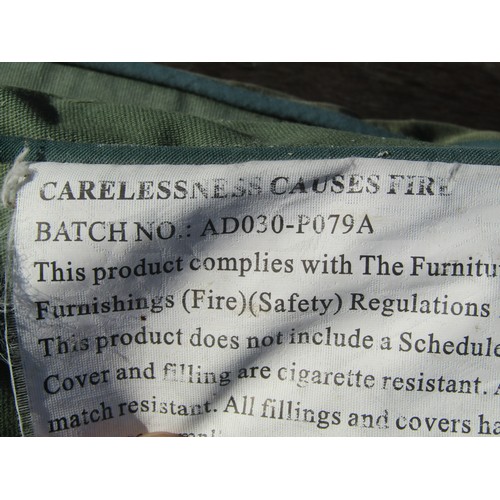 CARELESSNESS CAUSES FIRE
BATCH NO.: AD030-P079A
This product complies with The Furnitu
Furnishings (Fire)(Safety) Regulations
This product does not include a Schedule
Cover and filling are cigarette resistant. A
match resistant. All fillings and covers ha